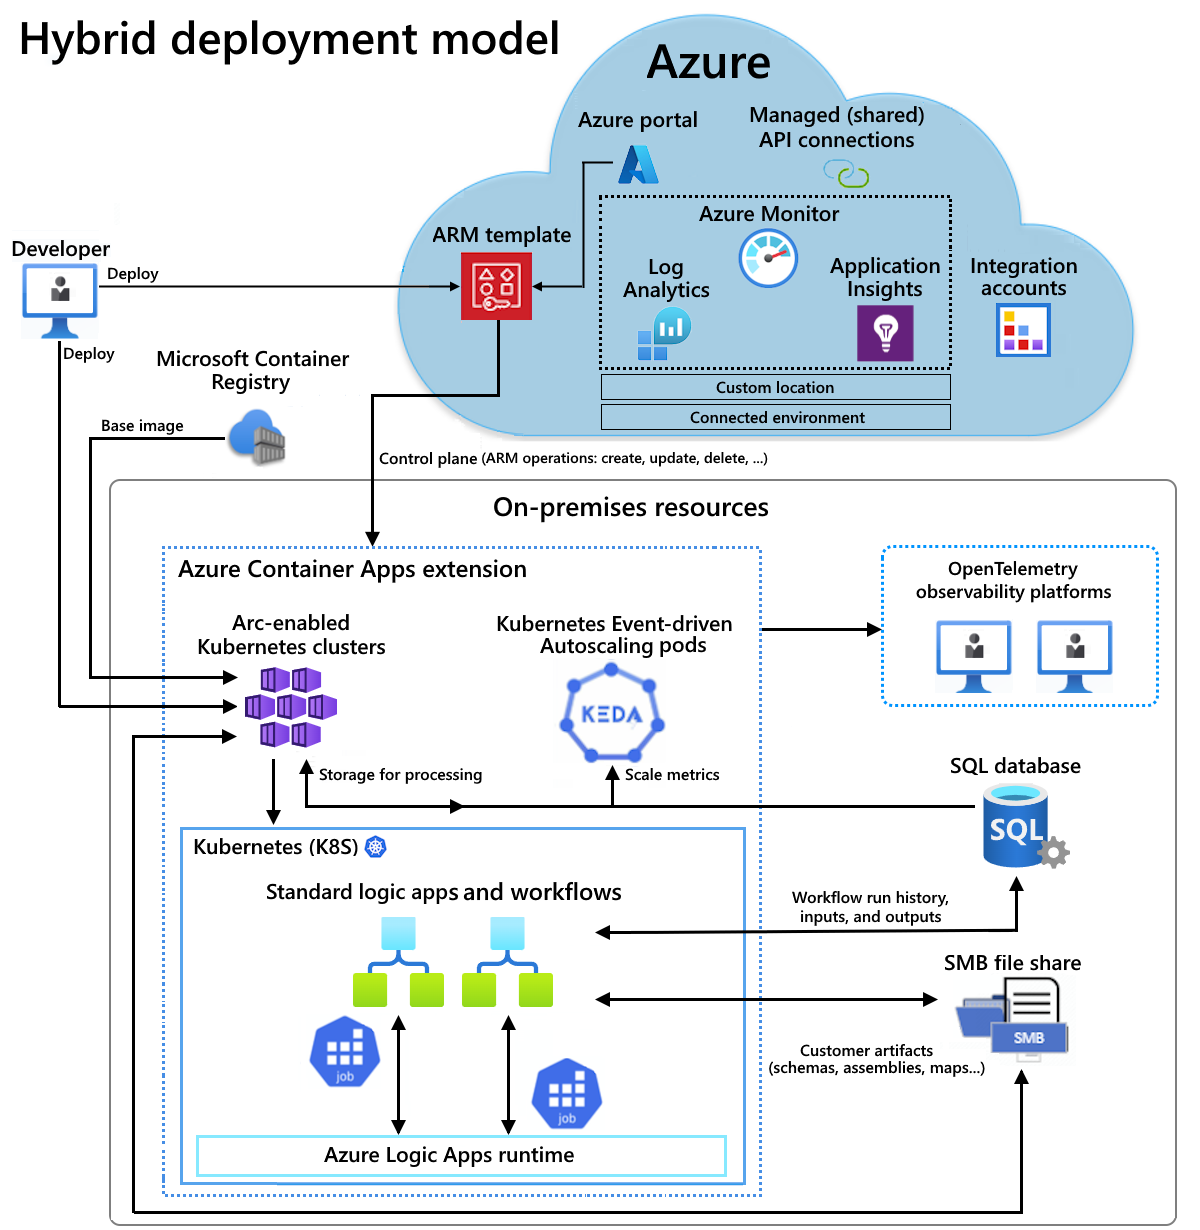 Hybrid deployment model
Azure
Azure portal
Managed (shared)
API connections
Azure Monitor
ARM template
Developer
Deploy
Log
Analytics
Application
Insights
Integration
accounts
Deploy
Microsoft Container
Registry
Custom location
Base image
Connected environment
Control plane (ARM operations: create, update, delete, ...)
On-premises resources
Azure Container Apps extension
OpenTelemetry
observability platforms
Arc-enabled
Kubernetes clusters
Kubernetes Event-driven
Autoscaling pods
KEDA
Storage for processing
Scale metrics
SQL database
SQL
Kubernetes (K8S)
Standard logic apps and workflows
Workflow run history,
inputs, and outputs
SMB file share
SMB
Customer artifacts
(schemas, assemblies, maps...)
job
job
Azure Logic Apps runtime